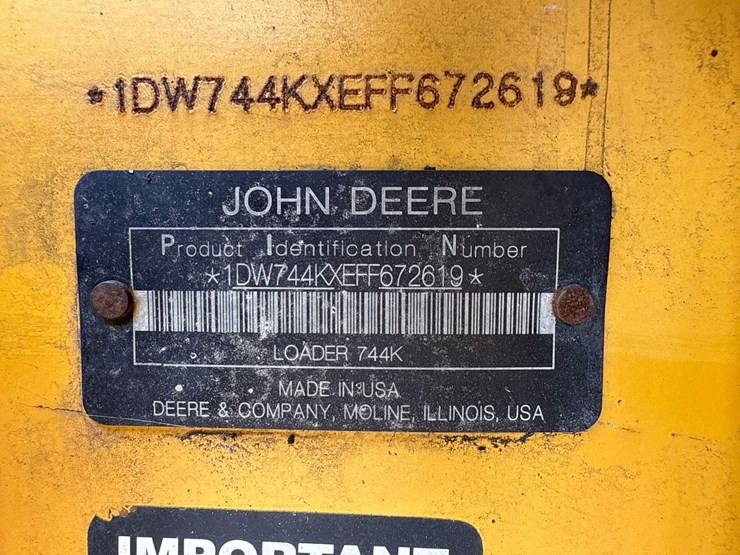 *1DW744KXEFF672619*
JOHN DEERE
Product Identification Number
*1DW744KXEFF672619*
LOADER 744K
MADE IN USA
DEERE & COMPANY, MOLINE, ILLINOIS, USA
IMPORTANT